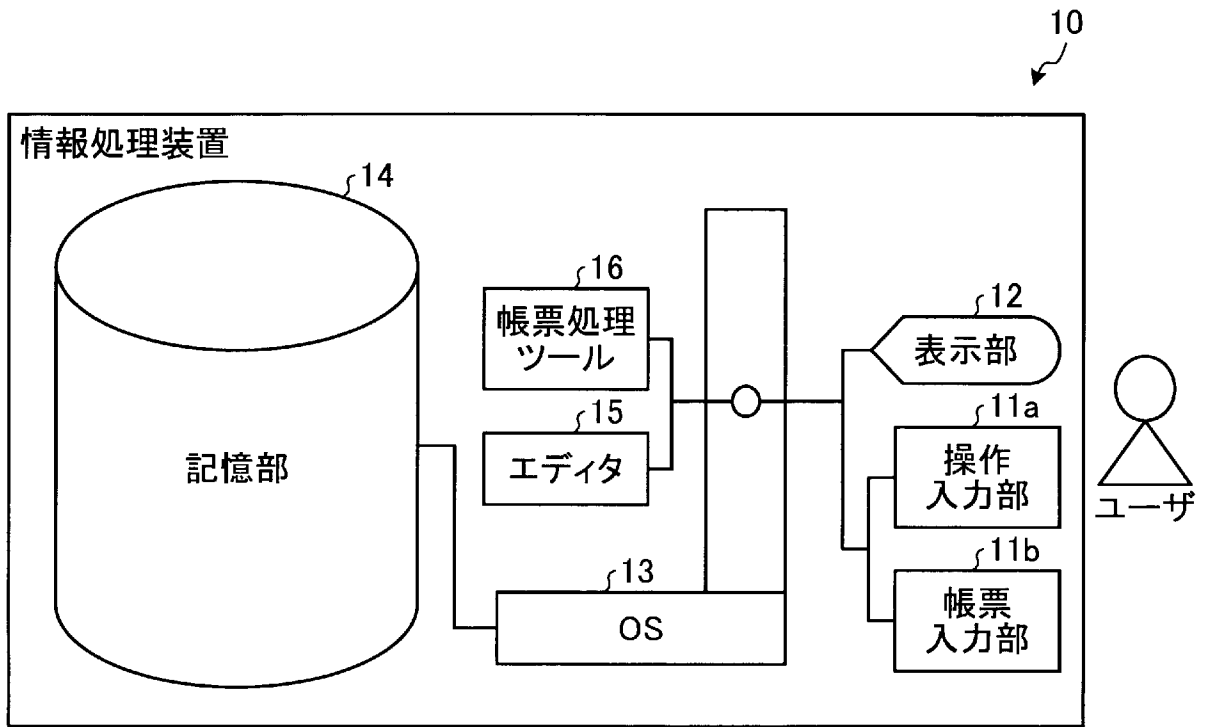 10
情報処理装置
14
記憶部
16
帳票処理
ツール
15
エディタ
13
OS
12
表示部
11a
操作
入力部
11b
帳票
入力部
ユーザ